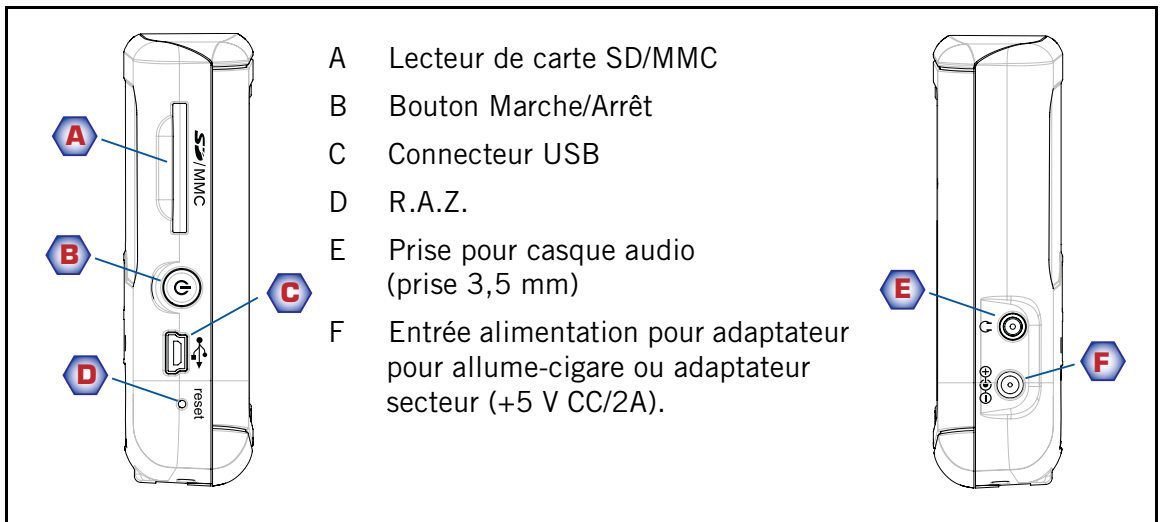 A Lecteur de carte SD/MMC
B Bouton Marche/Arrêt
C Connecteur USB
D R.A.Z.
E Prise pour casque audio
(prise 3,5 mm)
F Entrée alimentation pour adaptateur
pour allume-cigare ou adaptateur
secteur (+5 V CC/2A).
A
SD/MMC
B
C
D
reset
E
F